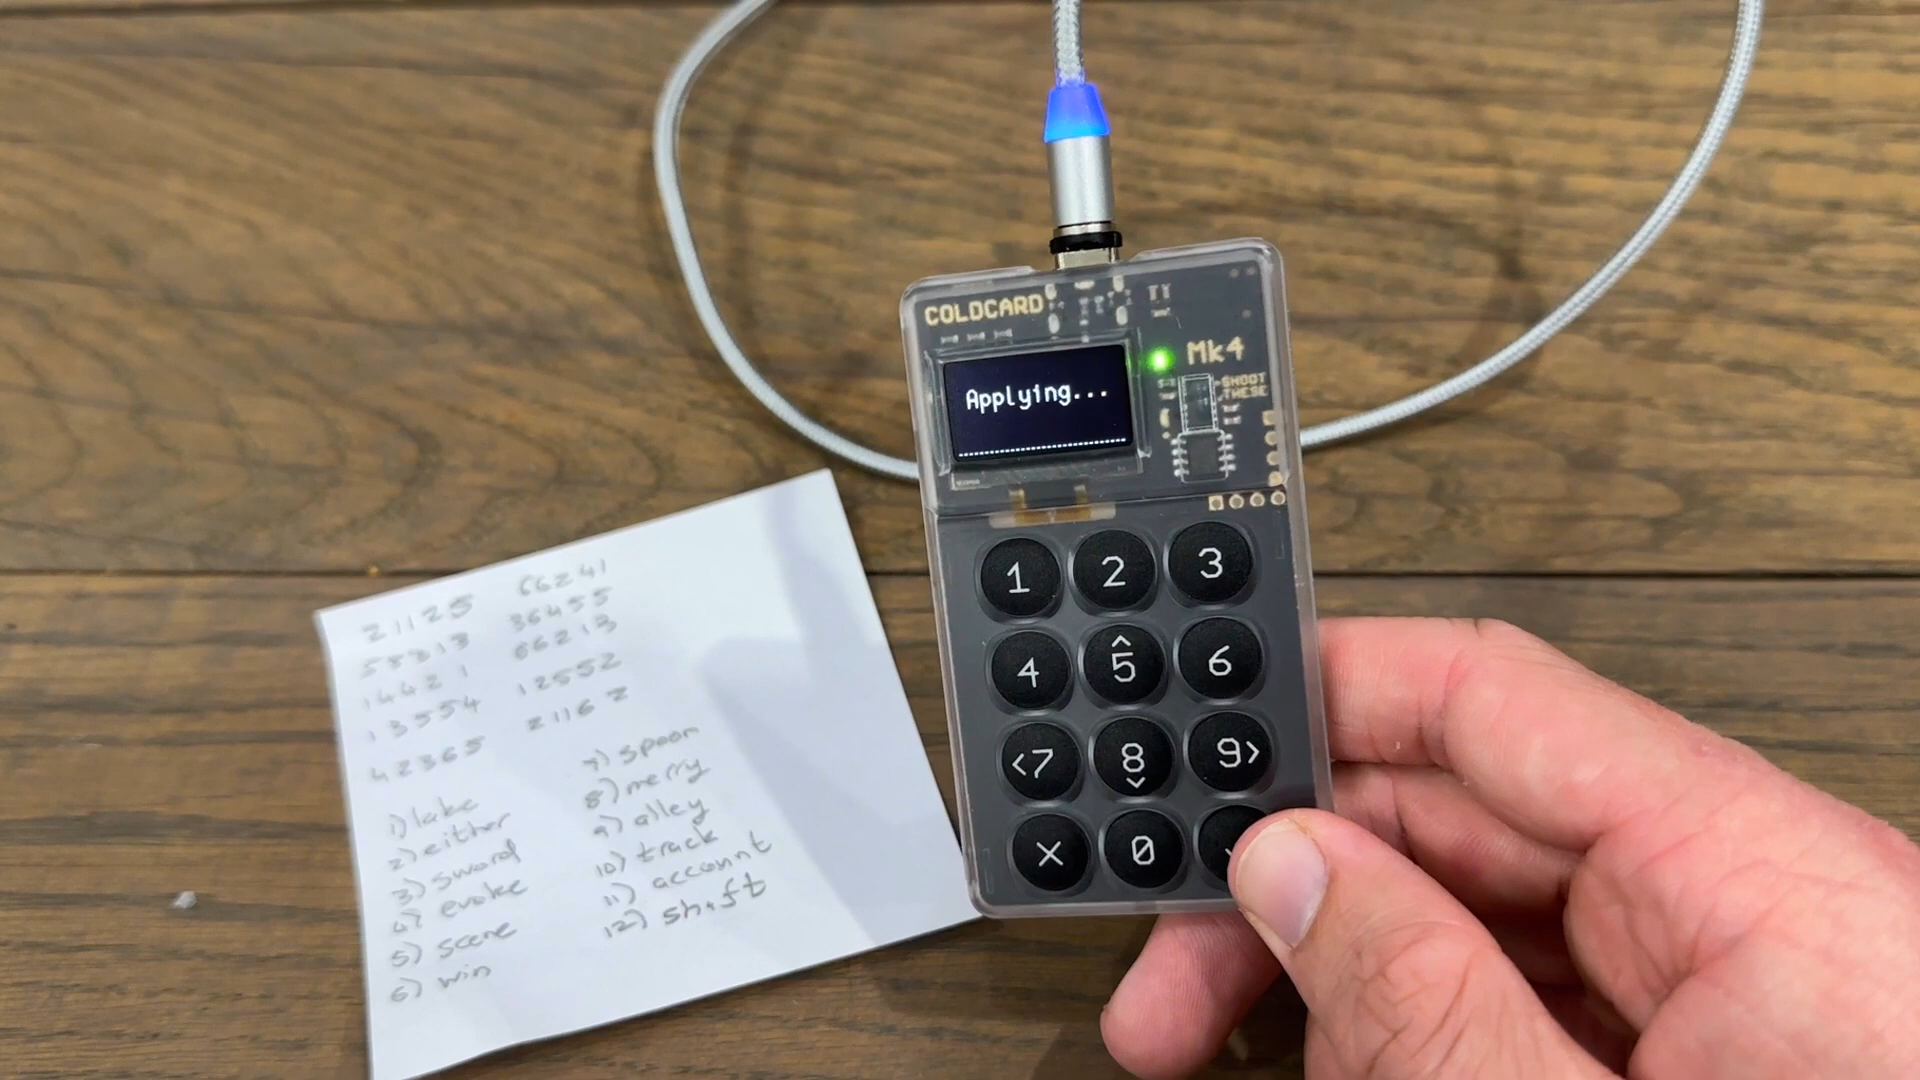 COLDCARD
Mk4
SHOOT
THESE
Applying...
1 2 3
4 5 6
<7 8 9>
X 0
21125 66241
36455
14421 66213
13554 12552
42365
1) lake
2) either
3) sword
4) evoke
5) scene
6) win
7) spoon
8) merry
9) alley
10) track
11) account
12) shift